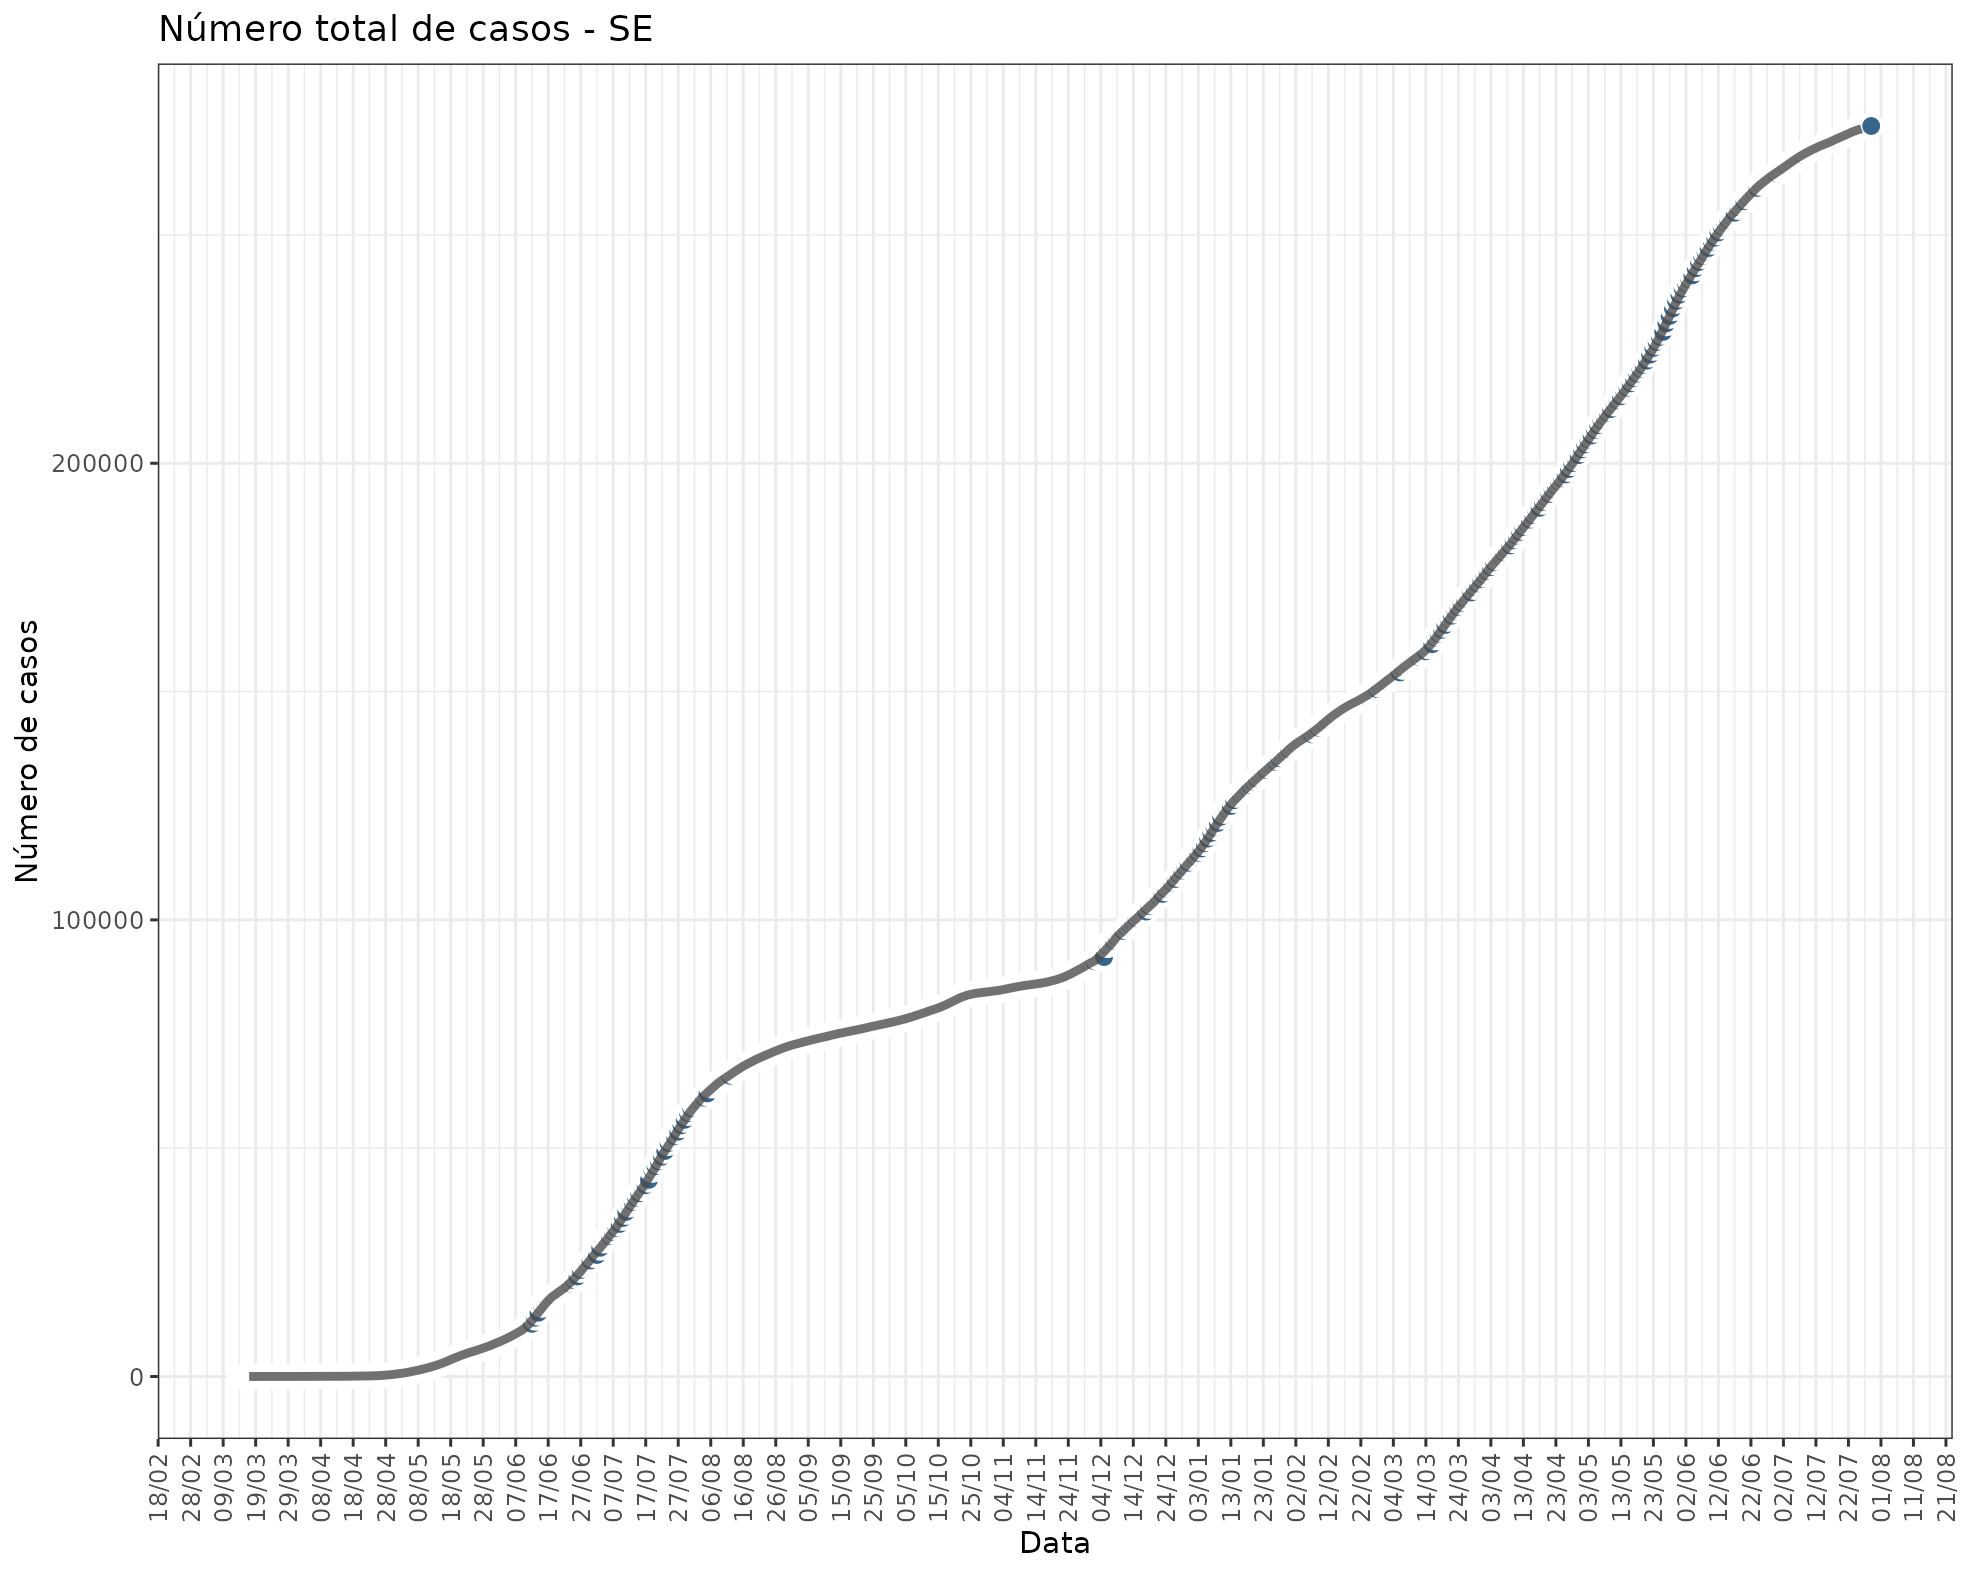 Número total de casos - SE
Número de casos
200000
100000
0
18/02 28/02 09/03 19/03 29/03 08/04 18/04 28/04 08/05 18/05 28/05 07/06 17/06 27/06 07/07 17/07 27/07 06/08 16/08 26/08 05/09 15/09 25/09 05/10 15/10 25/10 04/11 14/11 24/11 04/12 14/12 24/12 03/01 13/01 23/01 02/02 12/02 22/02 04/03 14/03 24/03 03/04 13/04 23/04 03/05 13/05 23/05 02/06 12/06 22/06 02/07 12/07 22/07 01/08 11/08 21/08
Data